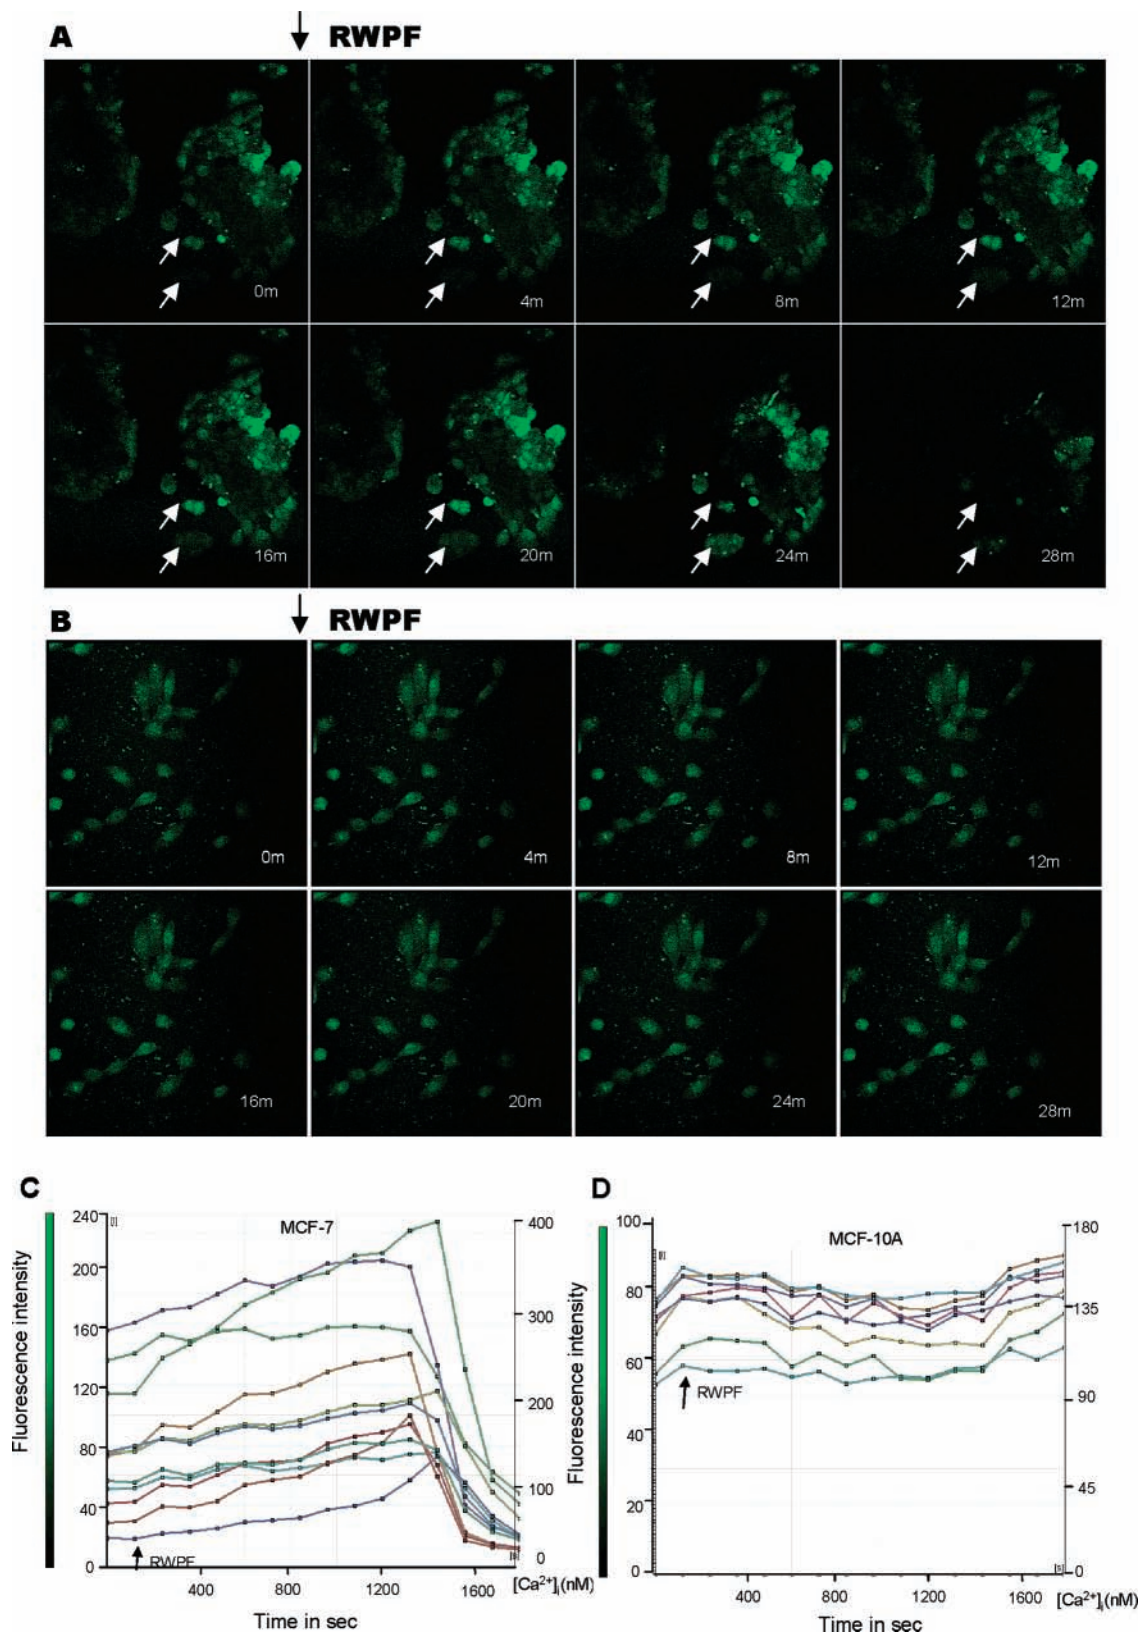 A RWPF
0m 4m 8m 12m
16m 20m 24m 28m
B RWPF
0m 4m 8m 12m
16m 20m 24m 28m
C
MCF-7
Fluorescence intensity
240
200
160
120
80
40
0
400
300
200
100
0
RWPF
400 800 1200 1600
[Ca²⁺]ᵢ(nM)
Time in sec
D
MCF-10A
Fluorescence intensity
100
80
60
40
20
0
180
135
90
45
0
RWPF
[s]
400 800 1200 1600
[Ca²⁺]ᵢ(nM)
Time in sec